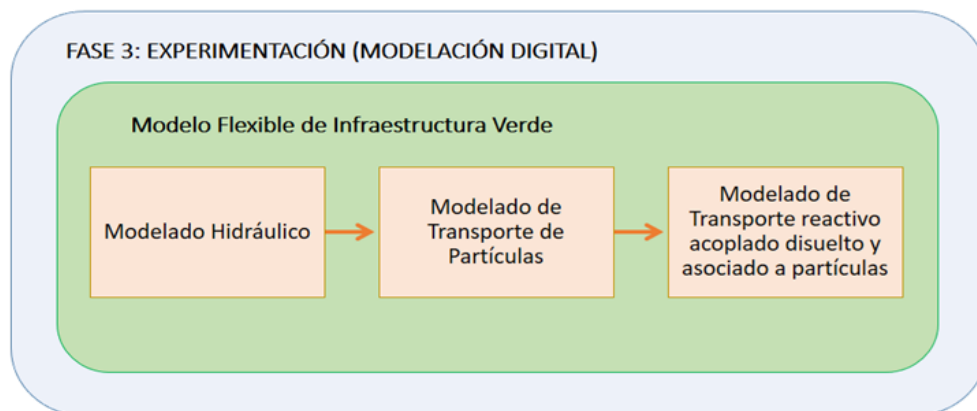 FASE 3: EXPERIMENTACIÓN (MODELACIÓN DIGITAL)
Modelo Flexible de Infraestructura Verde
Modelado Hidráulico
Modelado de
Transporte de
Partículas
Modelado de
Transporte reactivo
acoplado disuelto y
asociado a partículas